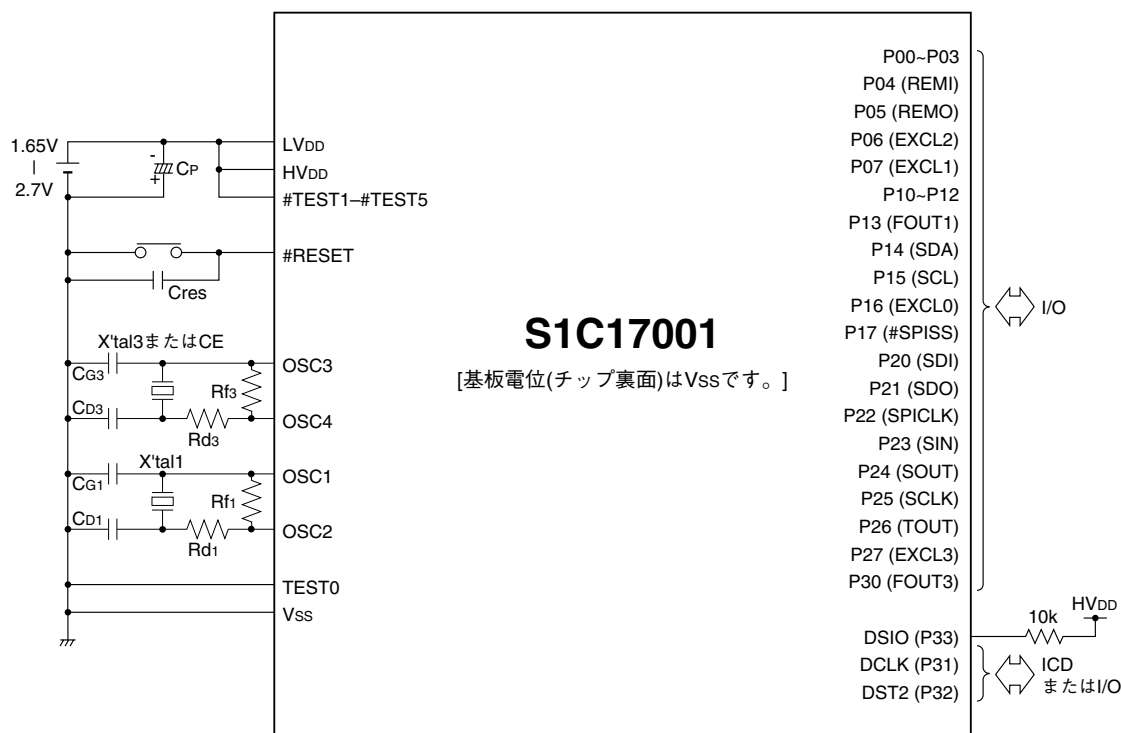 1.65V
|
2.7V
-
+
CP
LVDD
HVDD
#TEST1–#TEST5
#RESET
Cres
X'tal3またはCE
CG3
CD3
Rf3
Rd3
OSC3
OSC4
X'tal1
CG1
CD1
Rf1
Rd1
OSC1
OSC2
TEST0
VSS
S1C17001
[基板電位(チップ裏面)はVSSです。]
P00~P03
P04 (REMI)
P05 (REMO)
P06 (EXCL2)
P07 (EXCL1)
P10~P12
P13 (FOUT1)
P14 (SDA)
P15 (SCL)
P16 (EXCL0)
P17 (#SPISS)
P20 (SDI)
P21 (SDO)
P22 (SPICLK)
P23 (SIN)
P24 (SOUT)
P25 (SCLK)
P26 (TOUT)
P27 (EXCL3)
P30 (FOUT3)
I/O
DSIO (P33)
DCLK (P31)
DST2 (P32)
10k
HVDD
ICD
またはI/O